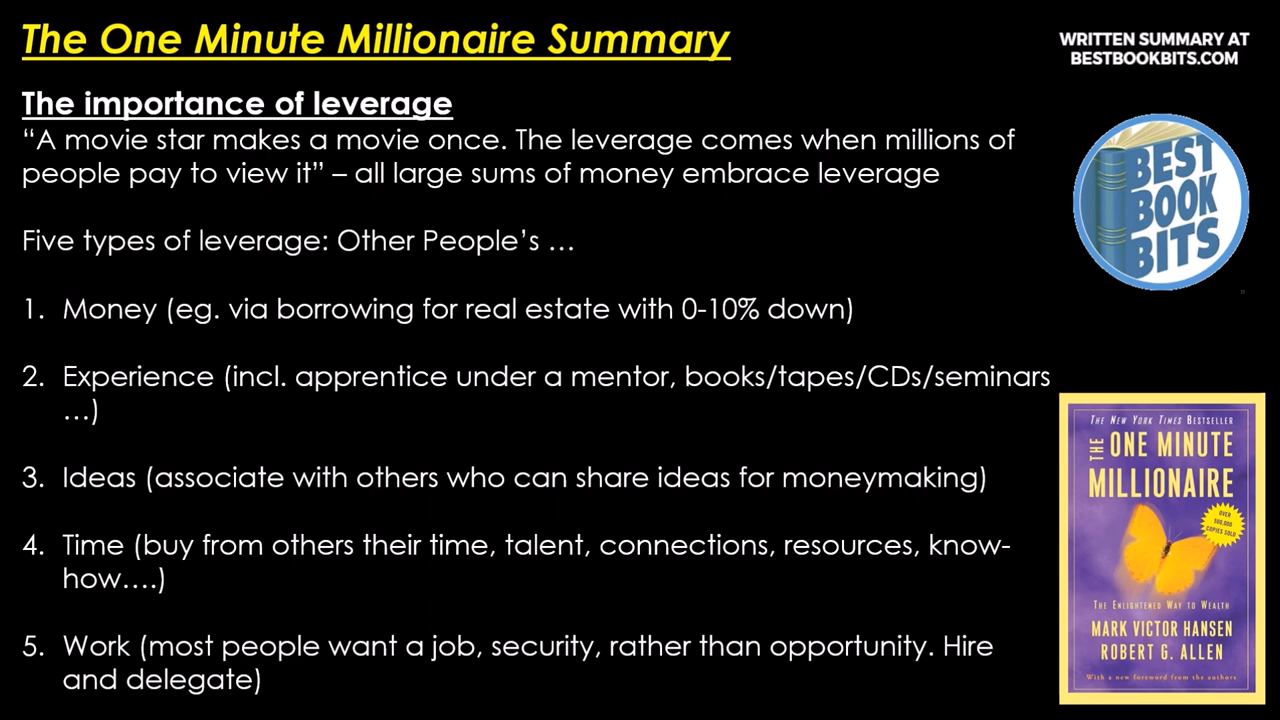 The One Minute Millionaire Summary
WRITTEN SUMMARY AT
BESTBOOKBITS.COM
The importance of leverage
“A movie star makes a movie once. The leverage comes when millions of
people pay to view it” – all large sums of money embrace leverage
Five types of leverage: Other People’s …
1. Money (eg. via borrowing for real estate with 0-10% down)
2. Experience (incl. apprentice under a mentor, books/tapes/CDs/seminars
…)
3. Ideas (associate with others who can share ideas for moneymaking)
4. Time (buy from others their time, talent, connections, resources, know-
how….)
5. Work (most people want a job, security, rather than opportunity. Hire
and delegate)
BEST
BOOK
BITS
THE NEW YORK TIMES BESTSELLER
THE ONE MINUTE
MILLIONAIRE
OVER
500,000
COPIES SOLD
THE ENLIGHTENED WAY TO WEALTH
MARK VICTOR HANSEN
ROBERT G. ALLEN
With a new foreword from the authors